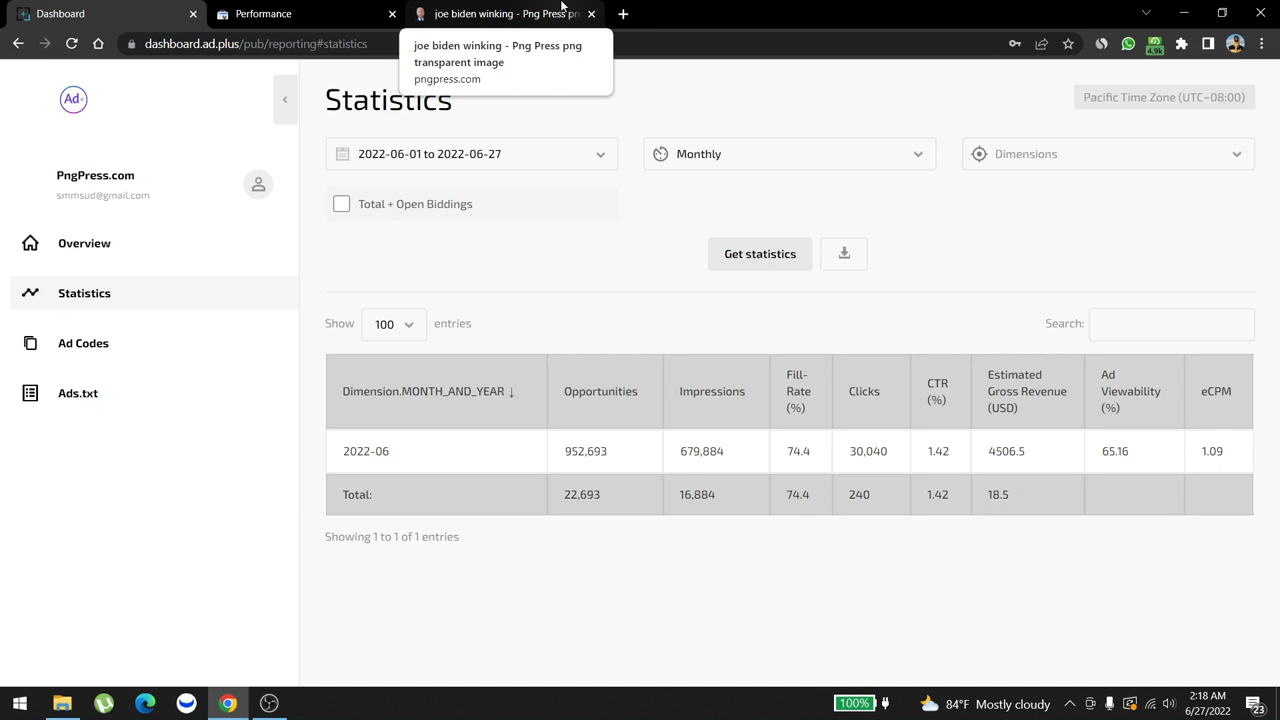 Dashboard
Performance
joe biden winking - Png Press pn
dashboard.ad.plus/pub/reporting#statistics
4.9k
joe biden winking - Png Press png
transparent image
pngpress.com
Ad+
Statistics
Pacific Time Zone (UTC−08:00)
2022-06-01 to 2022-06-27
Monthly
Dimensions
PngPress.com
smmsud@gmail.com
Total + Open Biddings
Overview
Get statistics
Statistics
Show 100 entries
Search:
Ad Codes
Ads.txt
Dimension.MONTH_AND_YEAR ↓
Opportunities
Impressions
Fill-
Rate
(%)
Clicks
CTR
(%)
Estimated
Gross Revenue
(USD)
Ad
Viewability
(%)
eCPM
2022-06 952,693 679,884 74.4 30,040 1.42 4506.5 65.16 1.09
Total: 22,693 16,884 74.4 240 1.42 18.5
Showing 1 to 1 of 1 entries
100%
84°F Mostly cloudy
2:18 AM
6/27/2022
23